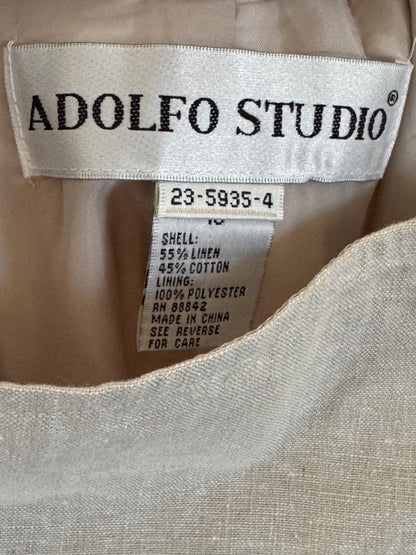 ADOLFO STUDIO®
23-5935-4
SHELL:
55% LINEN
45% COTTON
LINING:
100% POLYESTER
RN 88842
MADE IN CHINA
SEE REVERSE
FOR CARE